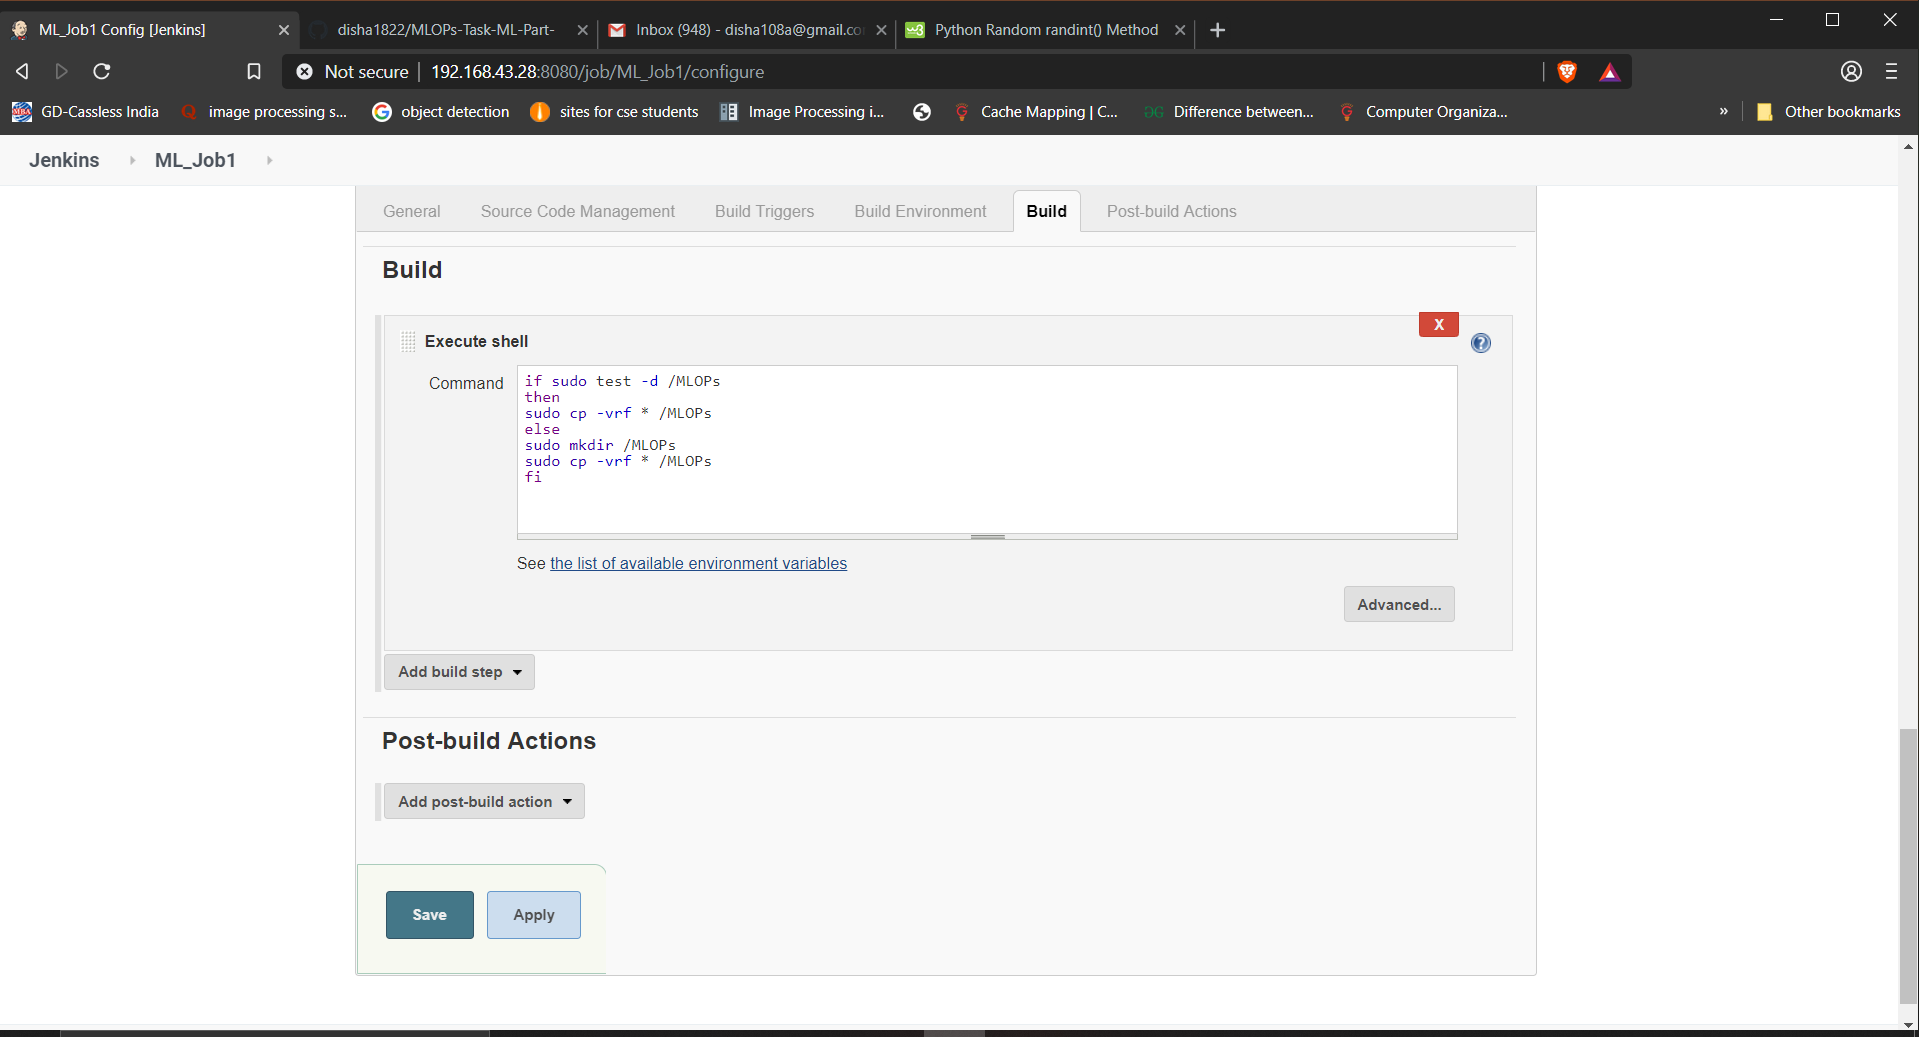 ML_Job1 Config [Jenkins]
disha1822/MLOPs-Task-ML-Part-
Inbox (948) - disha108a@gmail.co
Python Random randint() Method
Not secure
192.168.43.28:8080/job/ML_Job1/configure
GD-Cassless India
image processing s...
object detection
sites for cse students
Image Processing i...
Cache Mapping | C...
Difference between...
Computer Organiza...
»
Other bookmarks
Jenkins
ML_Job1
General
Source Code Management
Build Triggers
Build Environment
Build
Post-build Actions
Build
X
Execute shell
Command
if sudo test -d /MLOPs
then
sudo cp -vrf * /MLOPs
else
sudo mkdir /MLOPs
sudo cp -vrf * /MLOPs
fi
See the list of available environment variables
Advanced...
Add build step
Post-build Actions
Add post-build action
Save
Apply